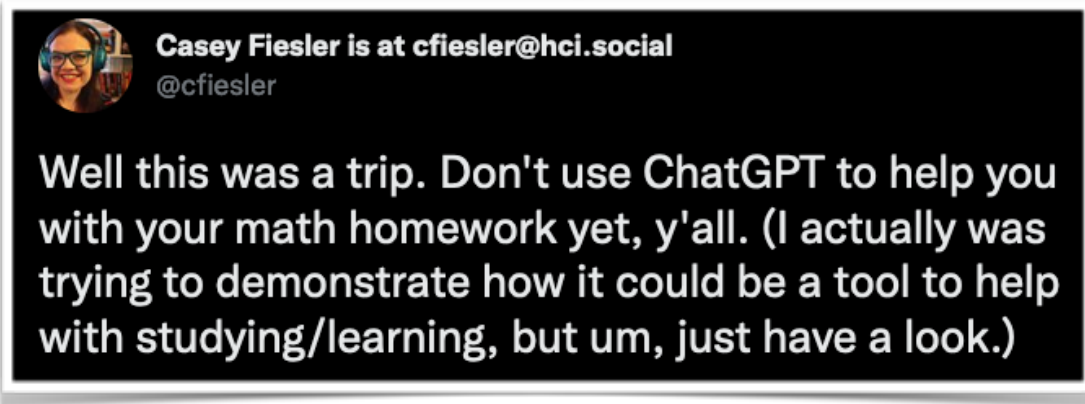 Casey Fiesler is at cfiesler@hci.social
@cfiesler
Well this was a trip. Don't use ChatGPT to help you
with your math homework yet, y'all. (I actually was
trying to demonstrate how it could be a tool to help
with studying/learning, but um, just have a look.)